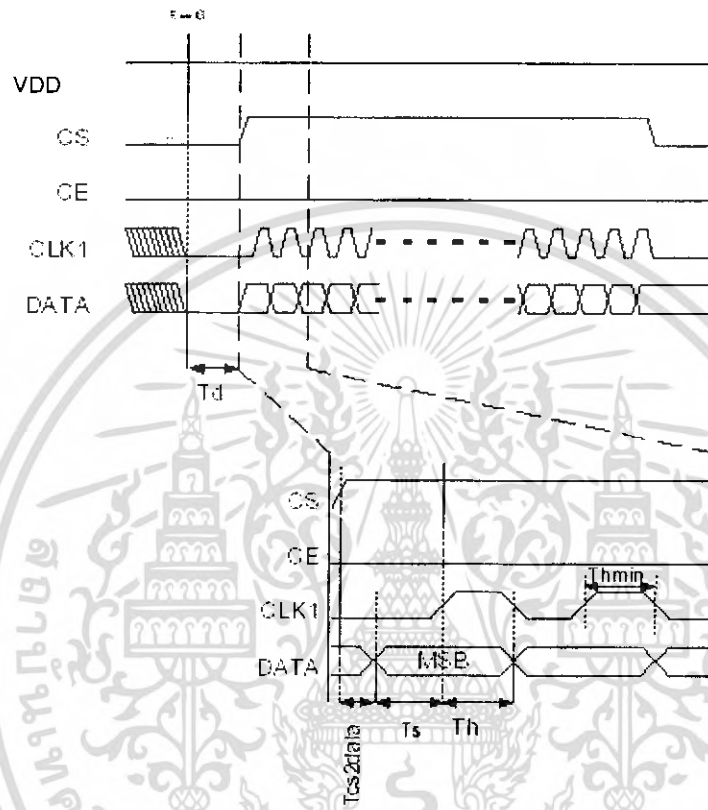 VDD
CS
CE
CLK1
DATA
Td
CS
CE
Thmin
CLK1
DATA
MSB
Ts
Th
Tcs2data